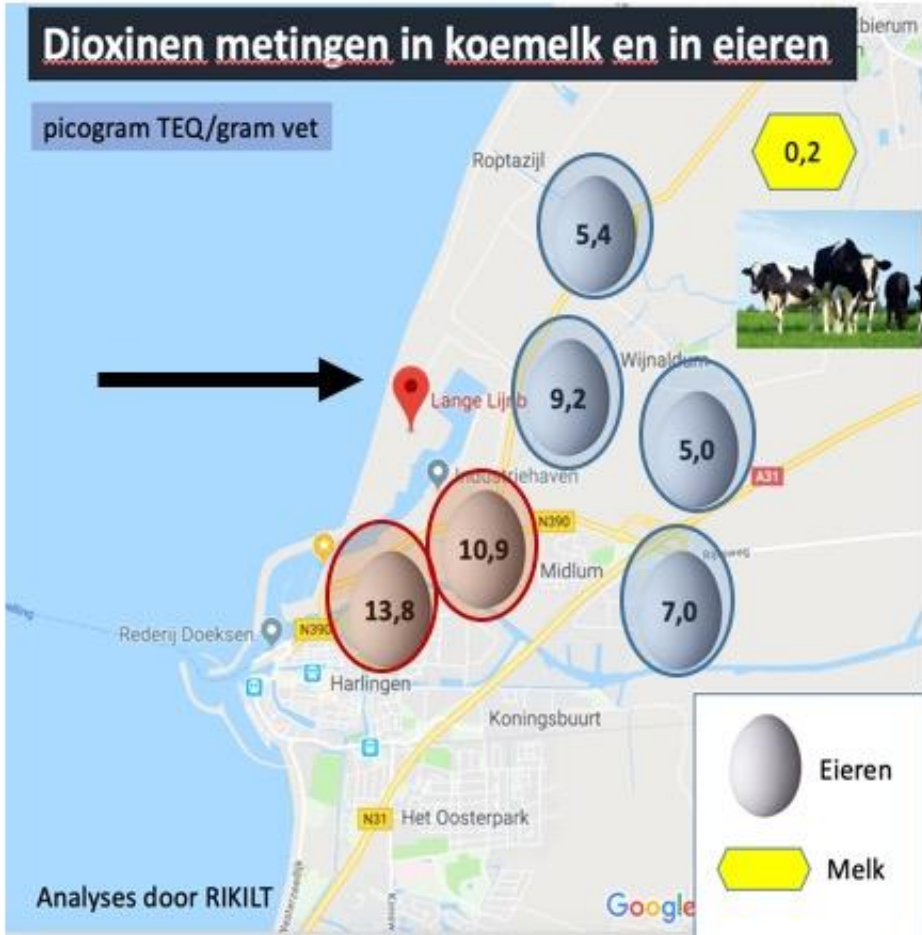 Dioxinen metingen in koemelk en in eieren
bierum
picogram TEQ/gram vet
0,2
Roptazijl
5,4
Wijnaldum
Lange Lijnb
9,2
5,0
Industriehaven
A31
N390
10,9
Midlum
13,8
7,0
Rederij Doeksen
N390
Harlingen
Koningsbuurt
Eieren
N31
Het Oosterpark
Melk
Analyses door RIKILT
Google